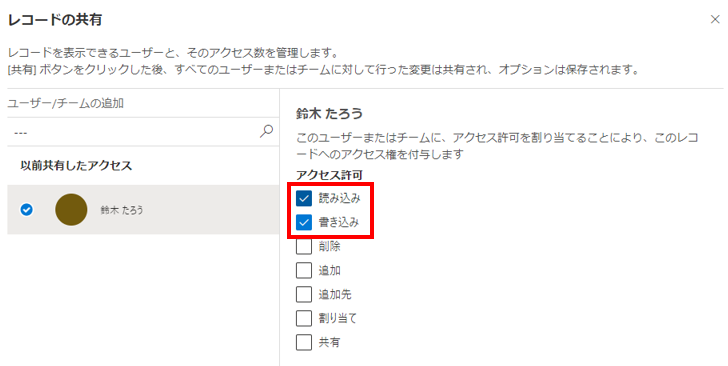 レコードの共有
レコードを表示できるユーザーと、そのアクセス数を管理します。
[共有] ボタンをクリックした後、すべてのユーザーまたはチームに対して行った変更は共有され、オプションは保存されます。
ユーザー/チームの追加
---
以前共有したアクセス
鈴木 たろう
鈴木 たろう
このユーザーまたはチームに、アクセス許可を割り当てることにより、このレコ
ードへのアクセス権を付与します
アクセス許可
読み込み
書き込み
削除
追加
追加先
割り当て
共有